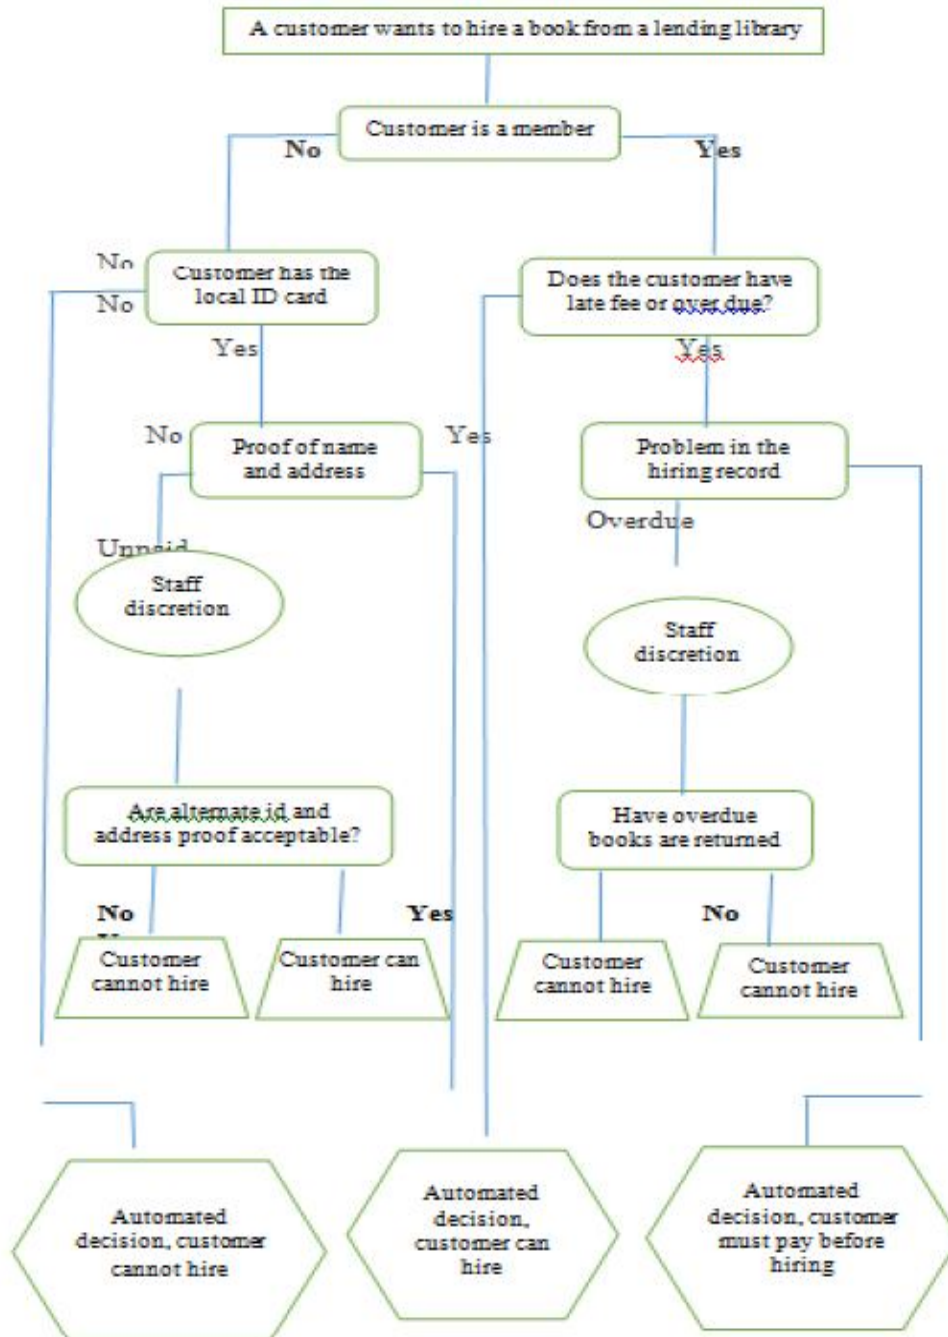 A customer wants to hire a book from a lending library
Customer is a member
No
Yes
No
Customer has the
local ID card
No
Does the customer have
late fee or over due?
Yes
Yes
No
Proof of name
and address
Yes
Problem in the
hiring record
Overdue
Unpaid
Staff
discretion
Staff
discretion
Are alternate id and
address proof acceptable?
Have overdue
books are returned
No
Yes
No
Customer
cannot hire
Customer can
hire
Customer
cannot hire
Customer
cannot hire
Automated
decision, customer
cannot hire
Automated
decision,
customer can
hire
Automated
decision, customer
must pay before
hiring